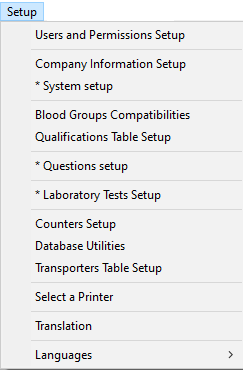 Setup
Users and Permissions Setup
Company Information Setup
* System setup
Blood Groups Compatibilities
Qualifications Table Setup
* Questions setup
* Laboratory Tests Setup
Counters Setup
Database Utilities
Transporters Table Setup
Select a Printer
Translation
Languages